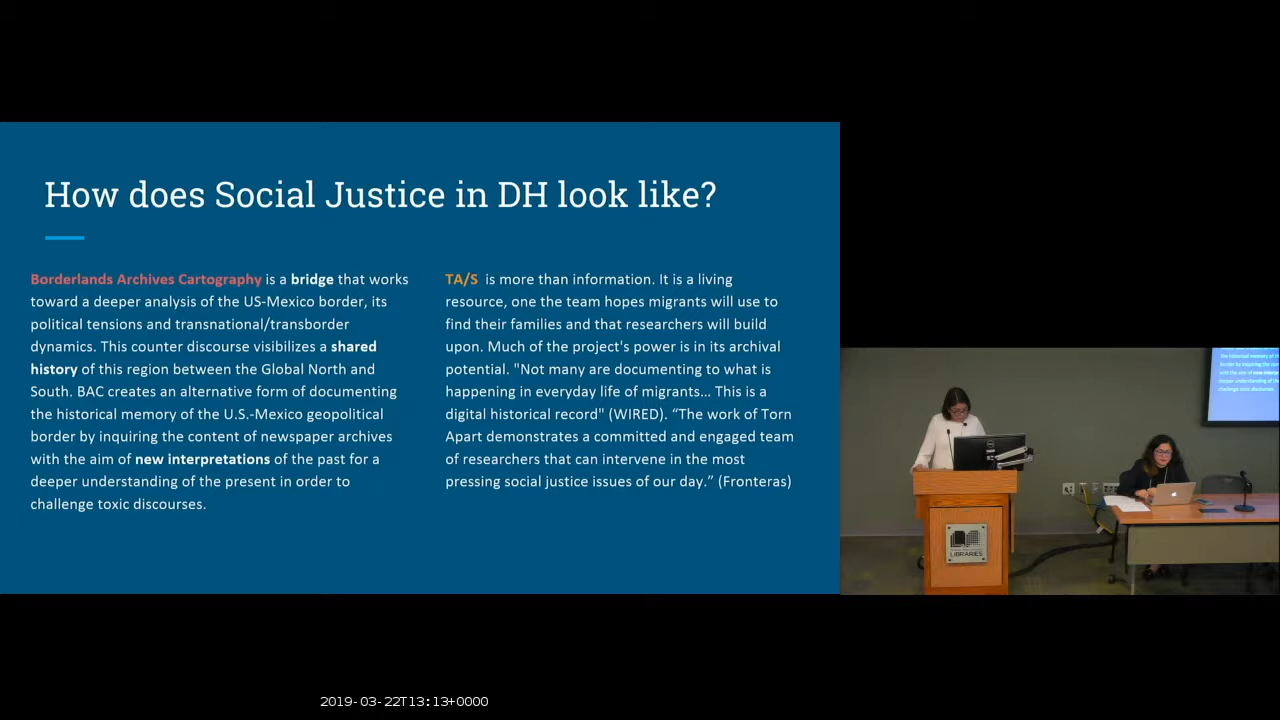 How does Social Justice in DH look like?
Borderlands Archives Cartography is a bridge that works
toward a deeper analysis of the US-Mexico border, its
political tensions and transnational/transborder
dynamics. This counter discourse visibilizes a shared
history of this region between the Global North and
South. BAC creates an alternative form of documenting
the historical memory of the U.S.-Mexico geopolitical
border by inquiring the content of newspaper archives
with the aim of new interpretations of the past for a
deeper understanding of the present in order to
challenge toxic discourses.
TA/S is more than information. It is a living
resource, one the team hopes migrants will use to
find their families and that researchers will build
upon. Much of the project's power is in its archival
potential. "Not many are documenting to what is
happening in everyday life of migrants... This is a
digital historical record" (WIRED). “The work of Torn
Apart demonstrates a committed and engaged team
of researchers that can intervene in the most
pressing social justice issues of our day.” (Fronteras)
LIBRARIES
2019-03-22T13:13+0000